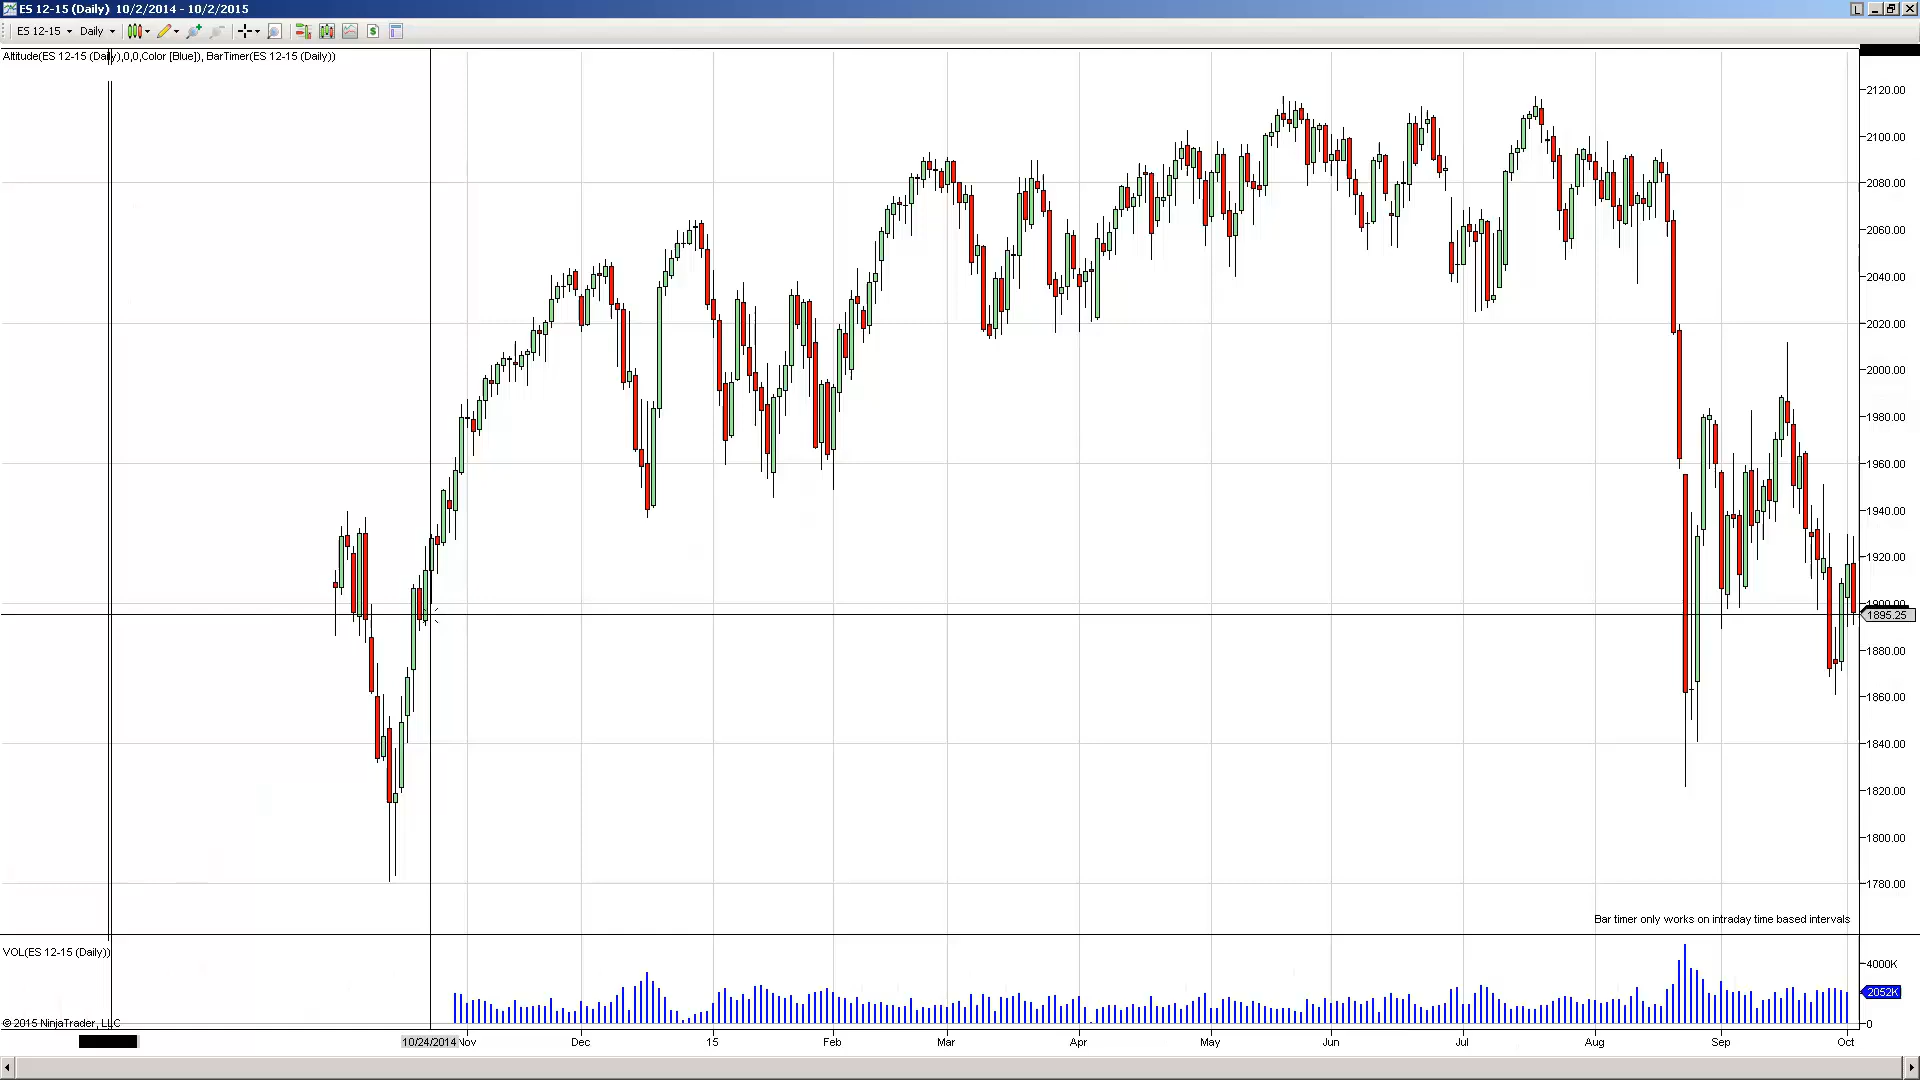 ES 12-15 (Daily)  10/2/2014 - 10/2/2015
L
ES 12-15 Daily
Altitude(ES 12-15 (Daily),0,0,Color [Blue]), BarTimer(ES 12-15 (Daily))
2120.00
2100.00
2080.00
2060.00
2040.00
2020.00
2000.00
1980.00
1960.00
1940.00
1920.00
1900.00
1895.25
1880.00
1860.00
1840.00
1820.00
1800.00
1780.00
Bar timer only works on intraday time based intervals
VOL(ES 12-15 (Daily))
4000K
2052K
0
© 2015 NinjaTrader, LLC
10/24/2014 Nov Dec 15 Feb Mar Apr May Jun Jul Aug Sep Oct